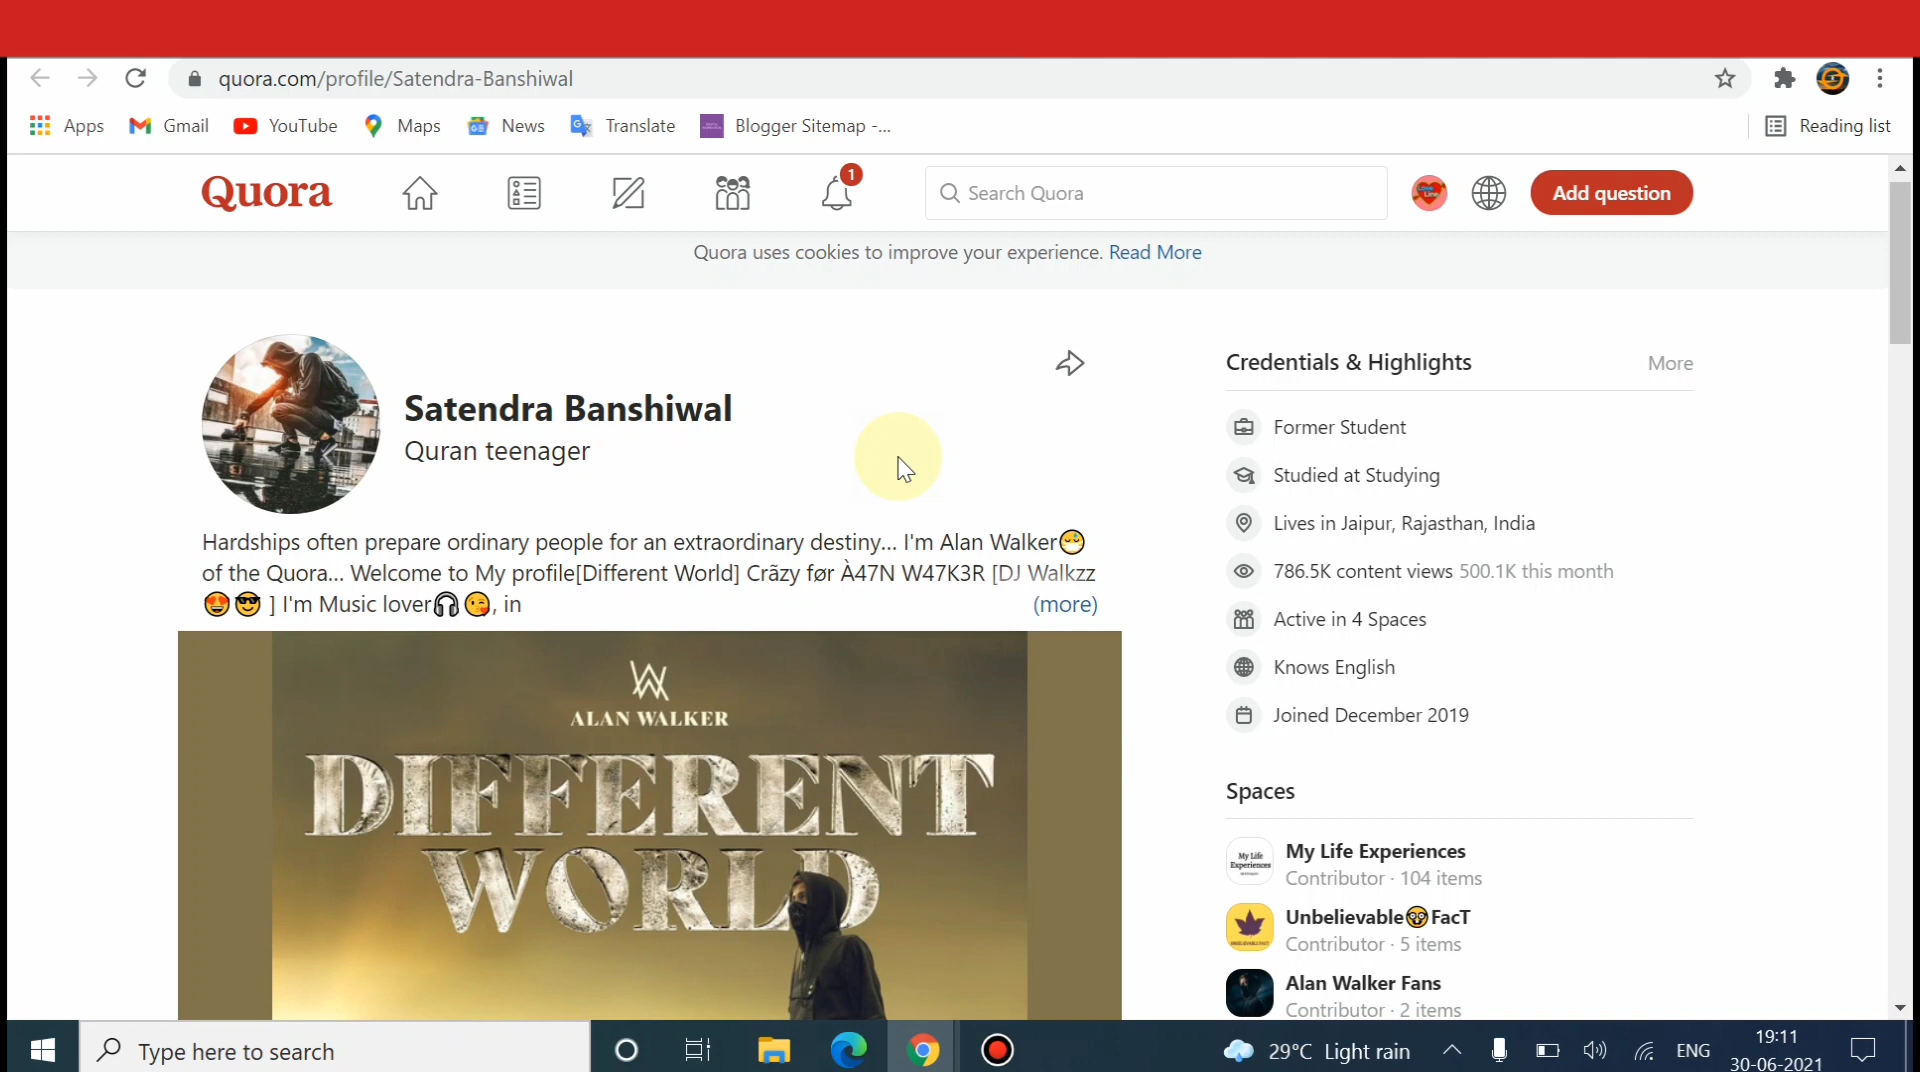 quora.com/profile/Satendra-Banshiwal
Apps Gmail YouTube Maps News Translate Blogger Sitemap -... Reading list
Quora 1 Search Quora Add question
Quora uses cookies to improve your experience. Read More
Satendra Banshiwal
Quran teenager
Hardships often prepare ordinary people for an extraordinary destiny... I'm Alan Walker😅
of the Quora... Welcome to My profile[Different World] Crãzy før À47N W47K3R [DJ Walkzz
😍😎 ] I'm Music lover🎧😘, in (more)
ALAN WALKER
DIFFERENT
WORLD
Credentials & Highlights More
Former Student
Studied at Studying
Lives in Jaipur, Rajasthan, India
786.5K content views 500.1K this month
Active in 4 Spaces
Knows English
Joined December 2019
Spaces
My Life Experiences
Contributor · 104 items
Unbelievable🤓FacT
Contributor · 5 items
Alan Walker Fans
Contributor · 2 items
Type here to search
29°C Light rain
ENG
19:11
30-06-2021